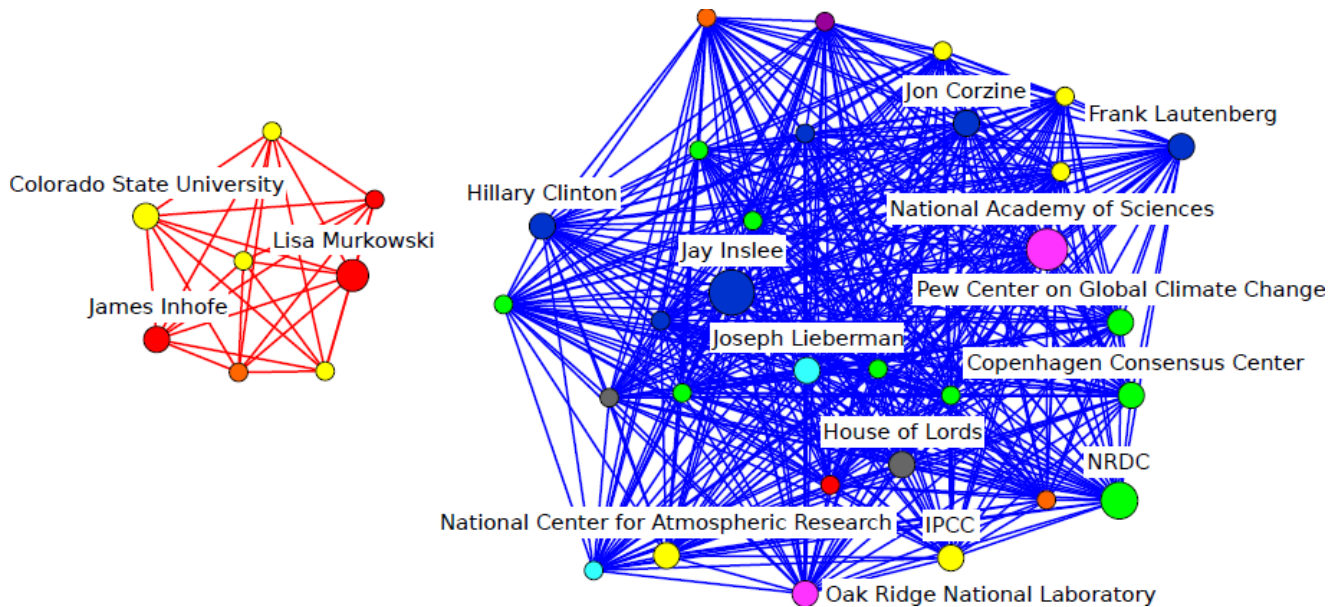 Jon Corzine
Frank Lautenberg
Colorado State University
Hillary Clinton
National Academy of Sciences
Lisa Murkowski
Jay Inslee
Pew Center on Global Climate Change
James Inhofe
Joseph Lieberman
Copenhagen Consensus Center
House of Lords
NRDC
National Center for Atmospheric Research
IPCC
Oak Ridge National Laboratory